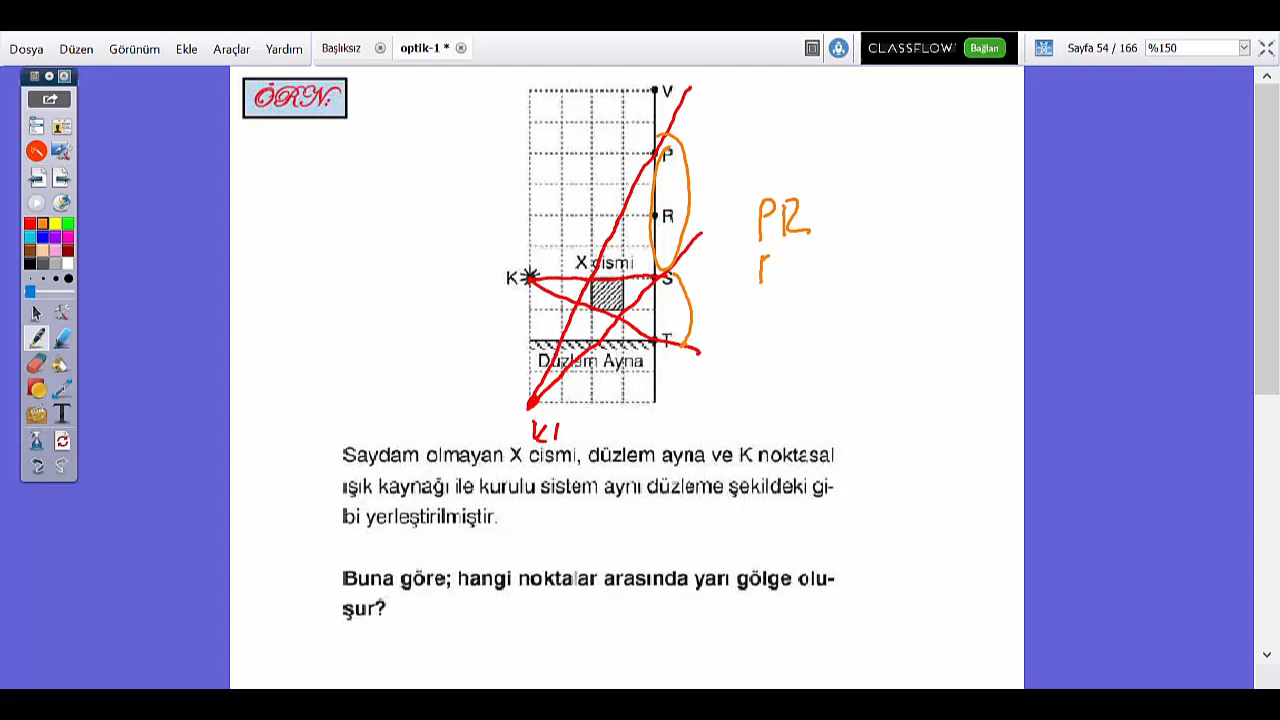 Dosya Düzen Görünüm Ekle Araçlar Yardım Başlıksız optik-1 * CLASSFLOW Bağlan Sayfa 54 / 166 %150
ÖRN:
V
P
R
PR
X cismi
K
S
T
Düzlem Ayna
K'
Saydam olmayan X cismi, düzlem ayna ve K noktasal
ışık kaynağı ile kurulu sistem aynı düzleme şekildeki gi-
bi yerleştirilmiştir.
Buna göre; hangi noktalar arasında yarı gölge olu-
şur?